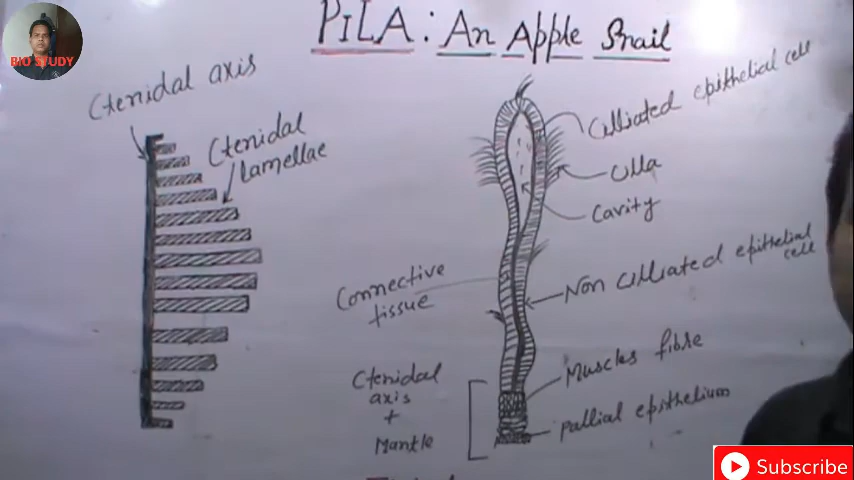 PILA: An Apple Snail
BIO STUDY
Ctenidal axis
Ctenidal
lamellae
Cilliated epithelial cell
Cilla
Cavity
Connective
tissue
Non Cilliated epithelial
cell
Muscles fibre
Pallial epithelium
Ctenidal
axis
+
Mantle
Subscribe